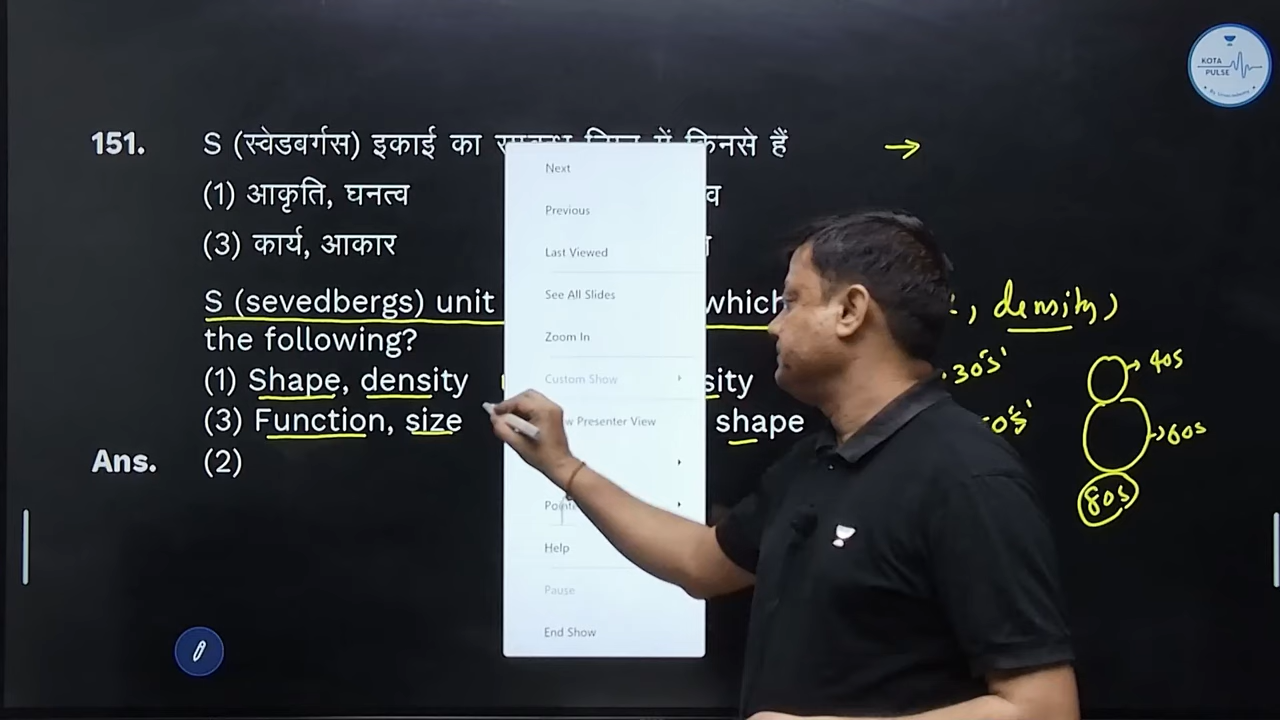 KOTA
PULSE
151. S (स्वेडबर्गस) इकाई का में किनसे हैं →
(1) आकृति, घनत्व
(3) कार्य, आकार
S (sevedbergs) unit which
the following?
(1) Shape, density
(3) Function, size shape
Ans. (2)
Next
Previous
Last Viewed
See All Slides
Zoom In
Custom Show
Presenter View
Help
Pause
End Show
, density,
30s'
40s
60s
80s